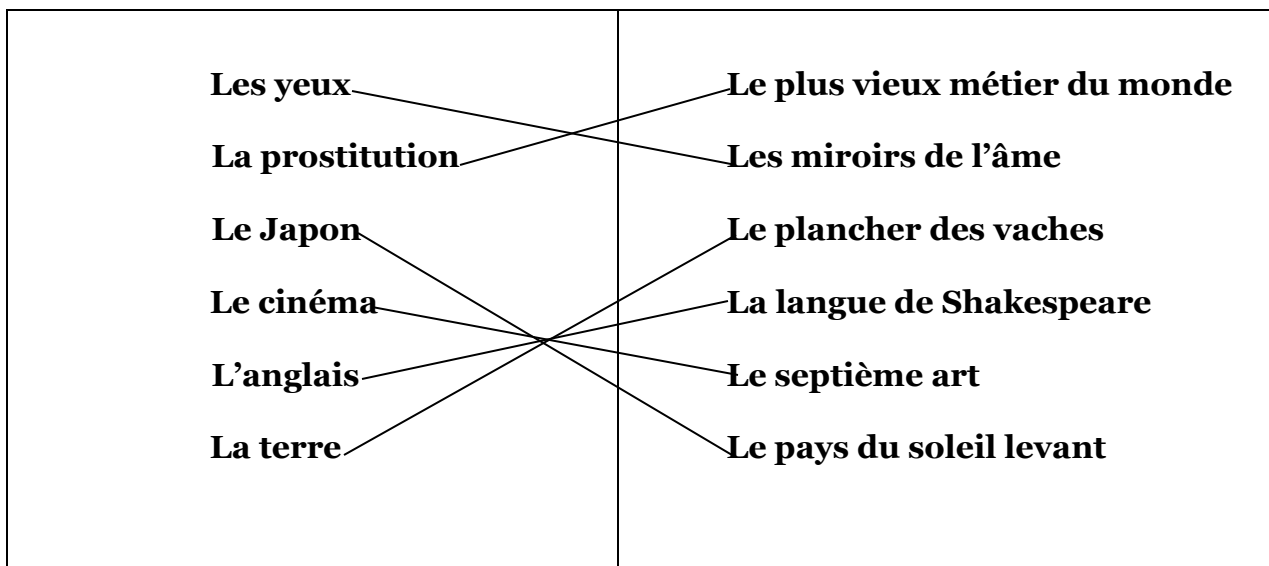 Les yeux
La prostitution
Le Japon
Le cinéma
L’anglais
La terre
Le plus vieux métier du monde
Les miroirs de l’âme
Le plancher des vaches
La langue de Shakespeare
Le septième art
Le pays du soleil levant